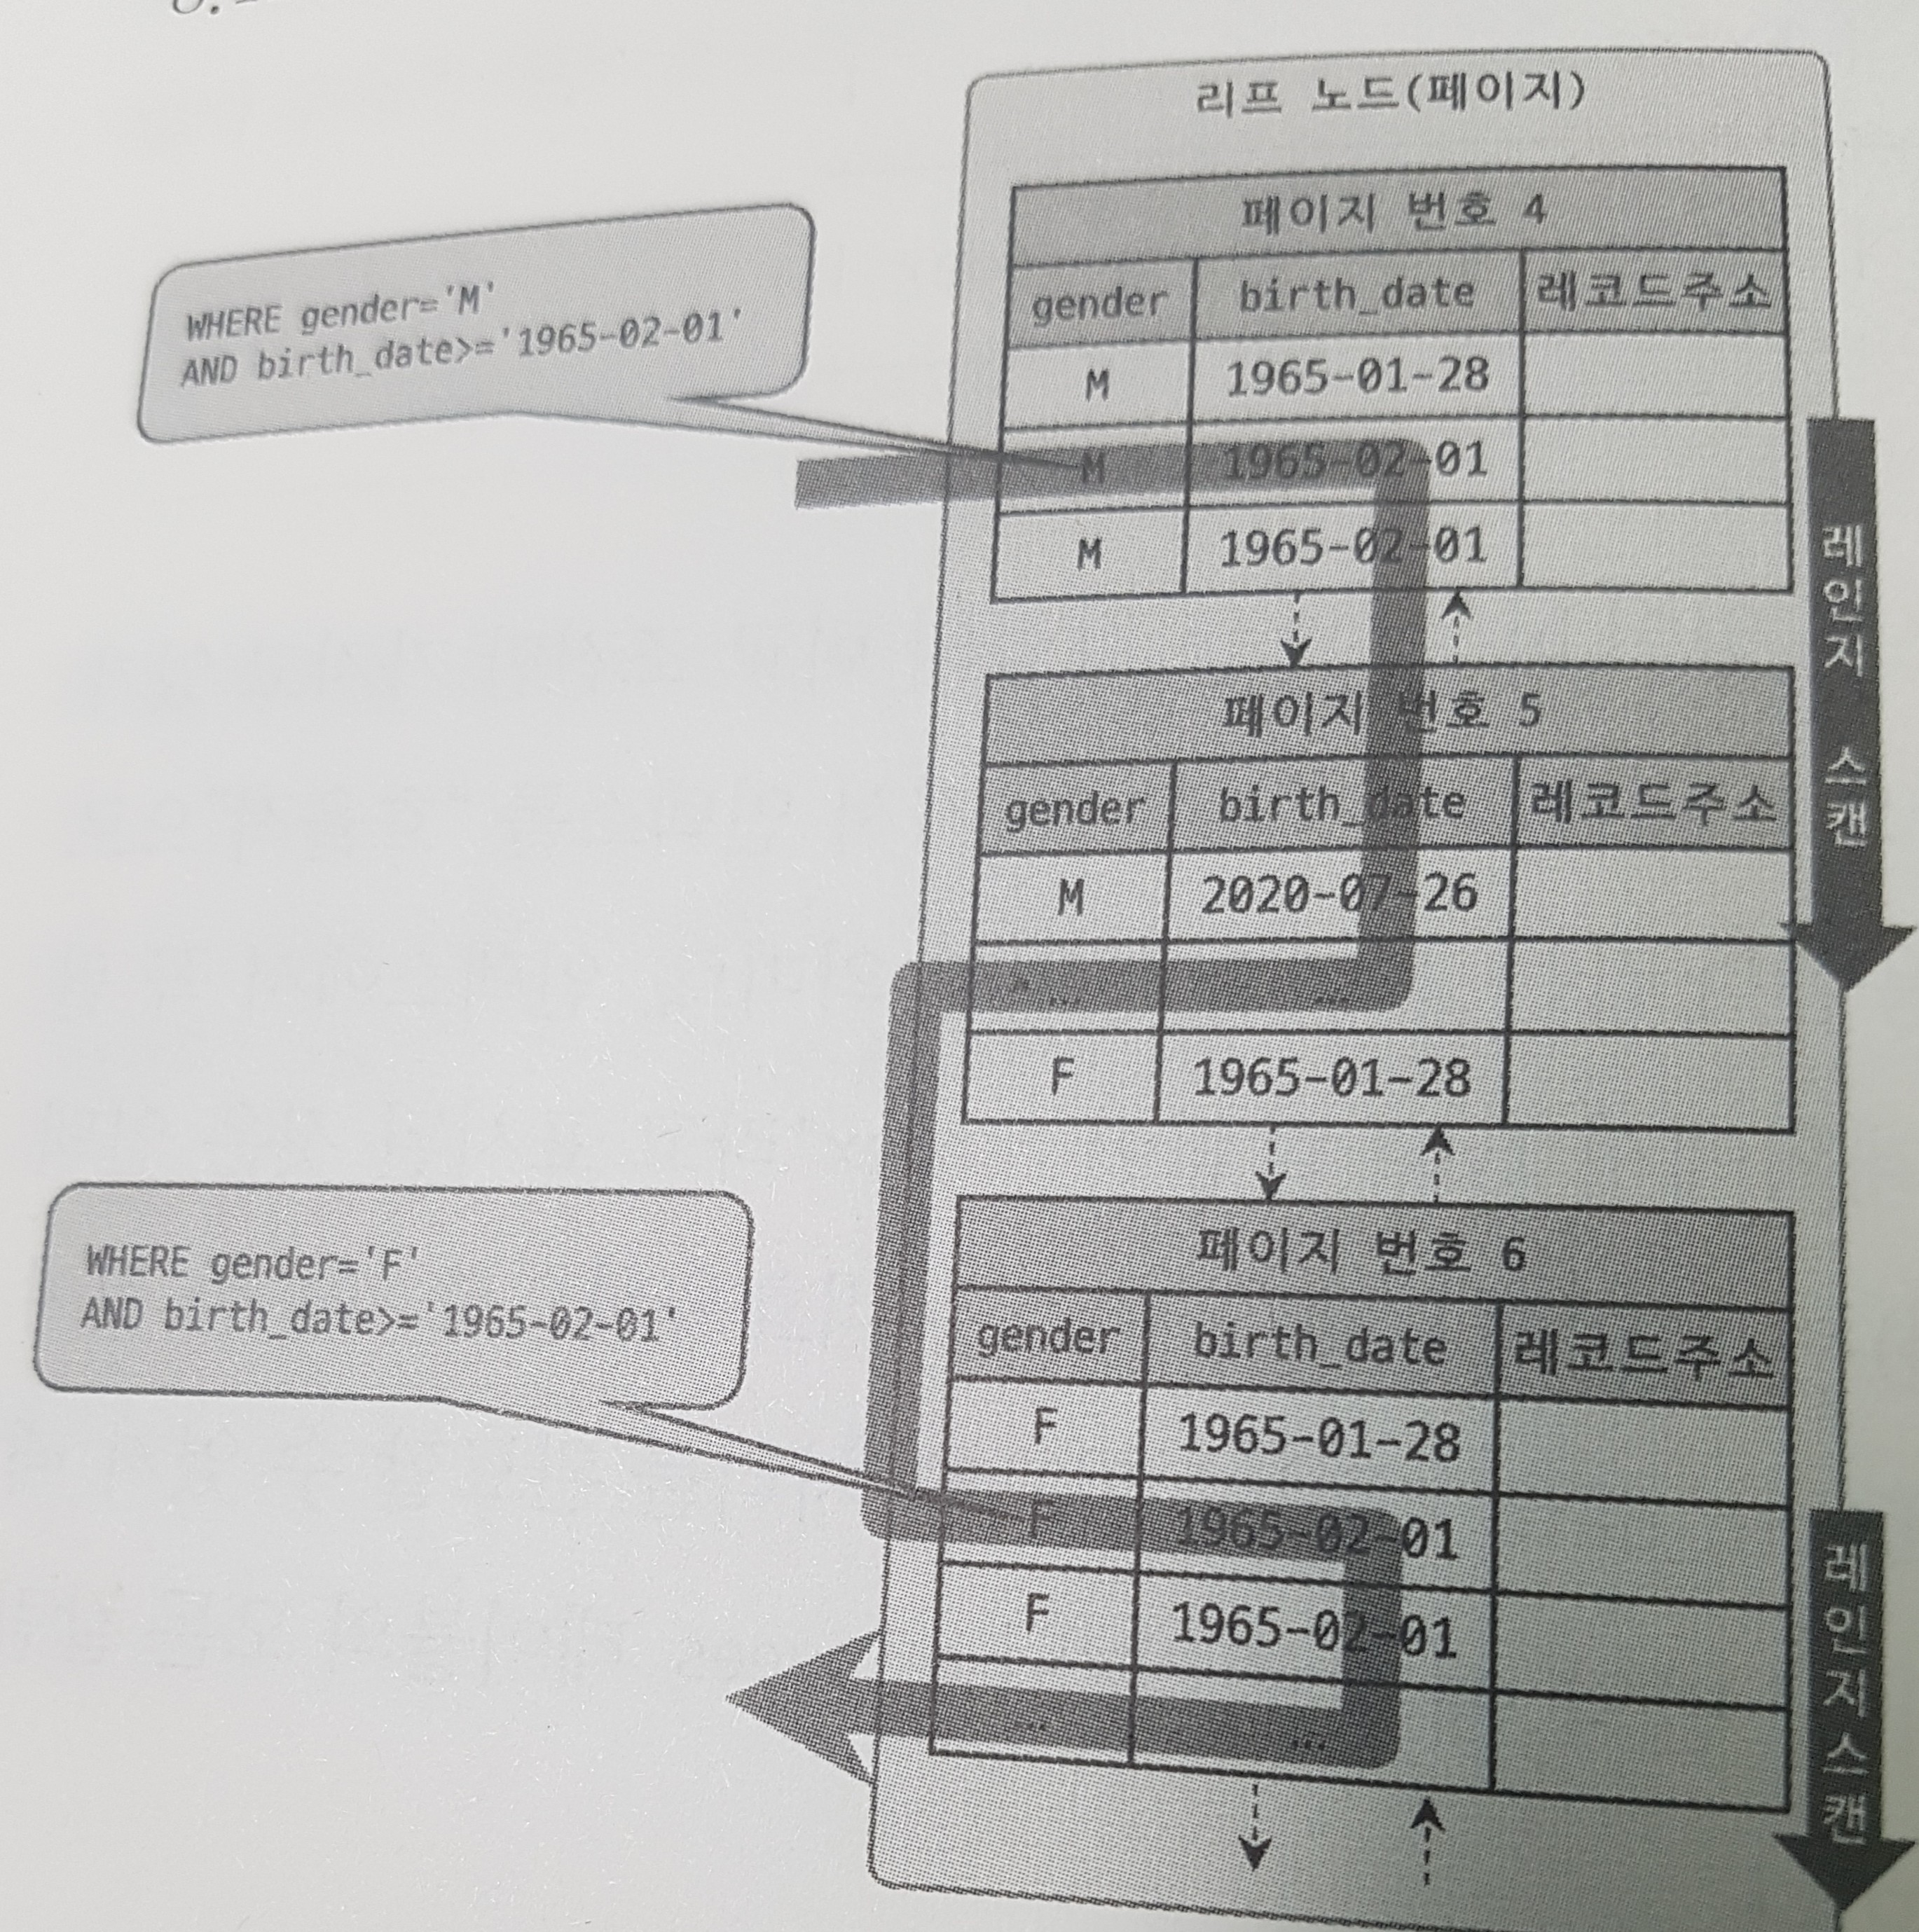 리프 노드(페이지)
페이지 번호 4
gender birth_date 레코드주소
M 1965-01-28
M 1965-02-01
M 1965-02-01
WHERE gender='M'
AND birth_date>='1965-02-01'
레인지 스캔
페이지 번호 5
gender birth_date 레코드주소
M 2020-07-26
... ...
F 1965-01-28
페이지 번호 6
gender birth_date 레코드주소
F 1965-01-28
F 1965-02-01
F 1965-02-01
... ...
WHERE gender='F'
AND birth_date>='1965-02-01'
레인지스캔